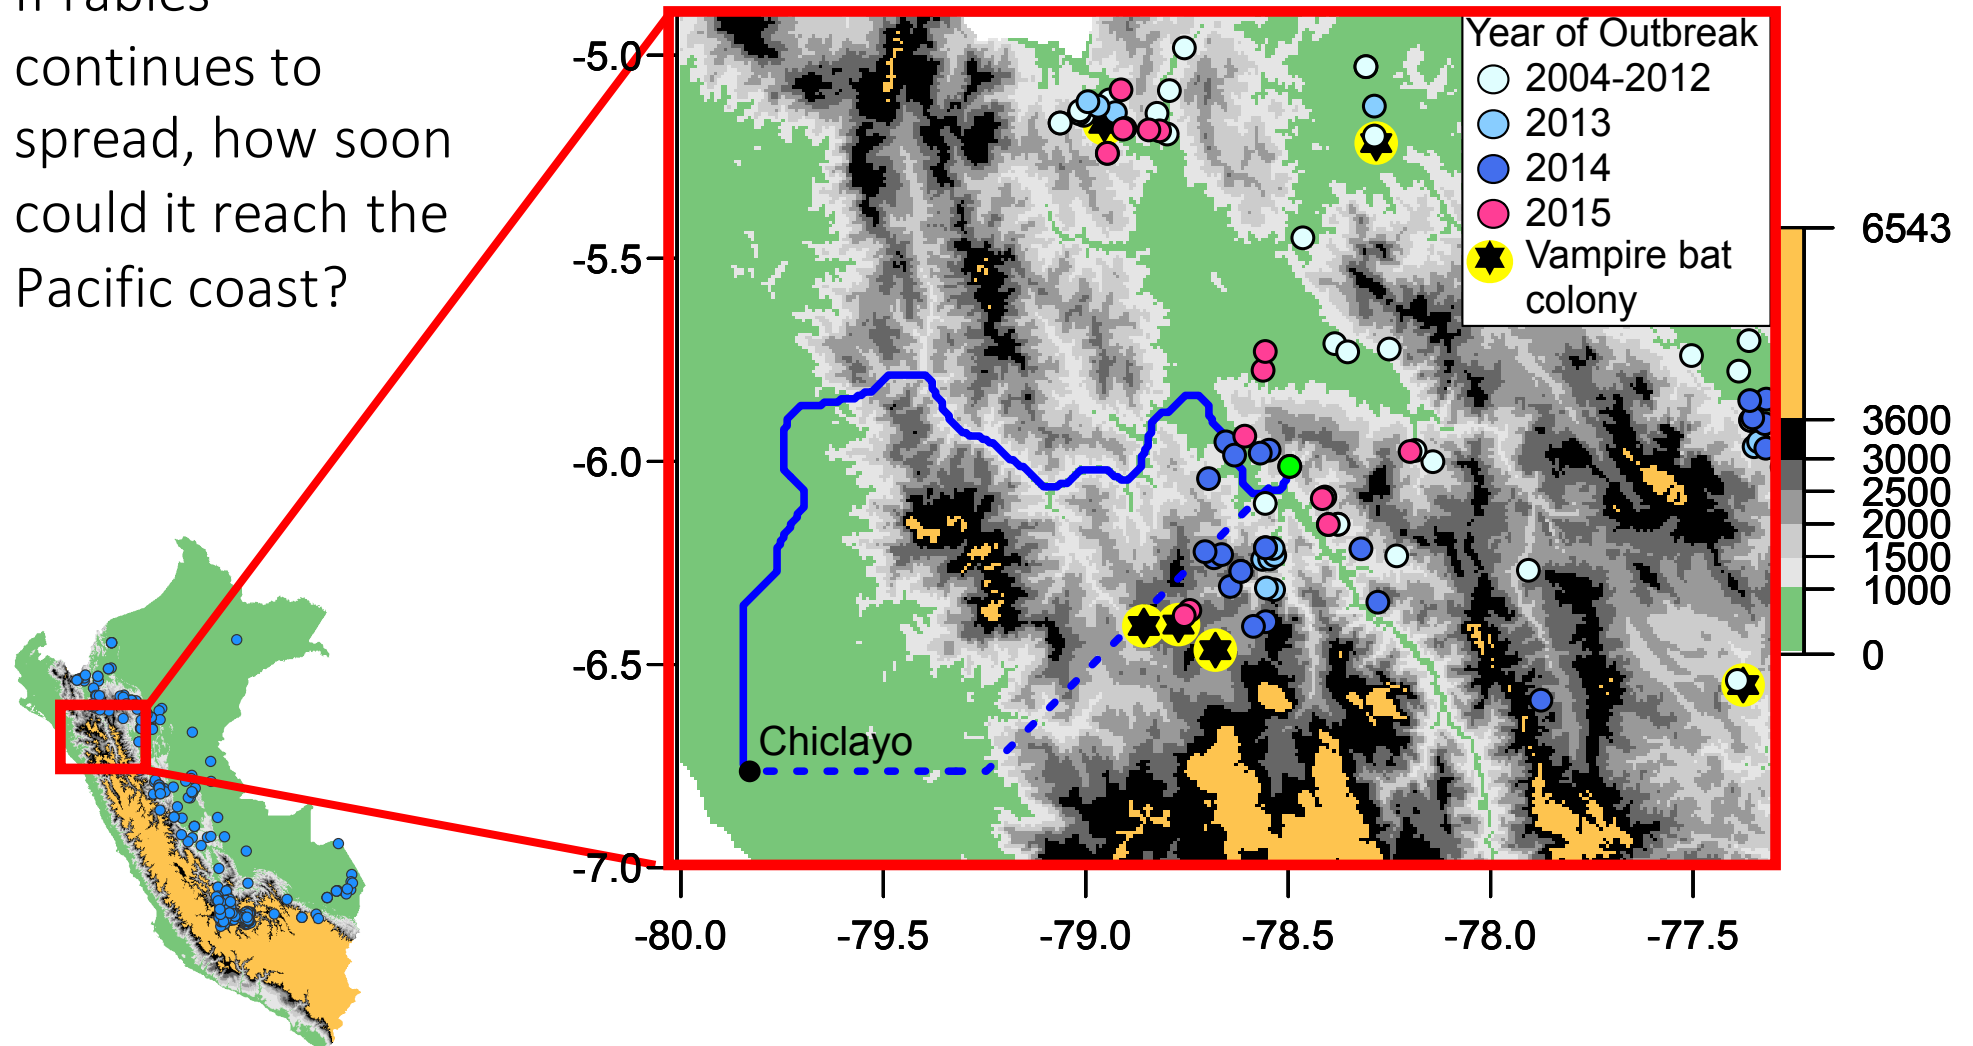 If rabies
continues to
spread, how soon
could it reach the
Pacific coast?
Year of Outbreak
2004-2012
2013
2014
2015
Vampire bat
colony
-5.0
-5.5
-6.0
-6.5
-7.0
Chiclayo
-80.0
-79.5
-79.0
-78.5
-78.0
-77.5
6543
3600
3000
2500
2000
1500
1000
0